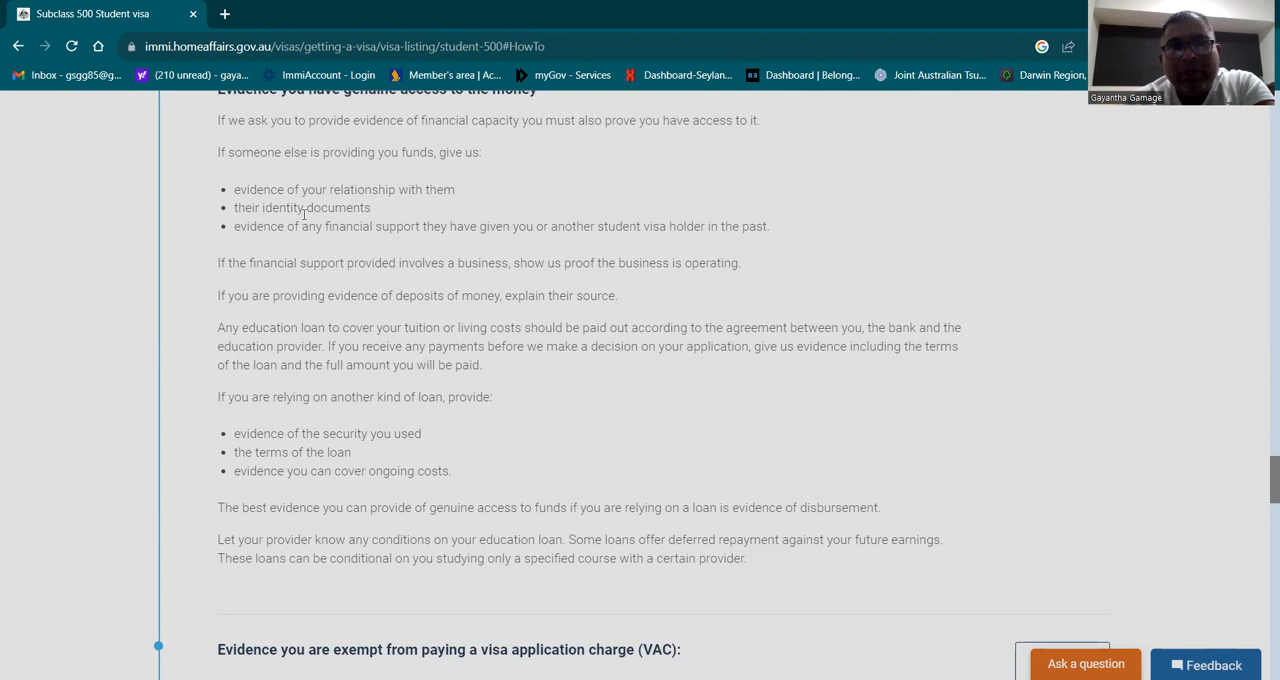 Subclass 500 Student visa
immi.homeaffairs.gov.au/visas/getting-a-visa/visa-listing/student-500#HowTo
Inbox - gsgg85@g... (210 unread) - gaya... ImmiAccount - Login Member's area | Ac... myGov - Services Dashboard-Seylan... Dashboard | Belong... Joint Australian Tsu... Darwin Region,
Gayantha Gamage
Evidence you have genuine access to the money
If we ask you to provide evidence of financial capacity you must also prove you have access to it.
If someone else is providing you funds, give us:
• evidence of your relationship with them
• their identity documents
• evidence of any financial support they have given you or another student visa holder in the past.
If the financial support provided involves a business, show us proof the business is operating.
If you are providing evidence of deposits of money, explain their source.
Any education loan to cover your tuition or living costs should be paid out according to the agreement between you, the bank and the
education provider. If you receive any payments before we make a decision on your application, give us evidence including the terms
of the loan and the full amount you will be paid.
If you are relying on another kind of loan, provide:
• evidence of the security you used
• the terms of the loan
• evidence you can cover ongoing costs.
The best evidence you can provide of genuine access to funds if you are relying on a loan is evidence of disbursement.
Let your provider know any conditions on your education loan. Some loans offer deferred repayment against your future earnings.
These loans can be conditional on you studying only a specified course with a certain provider.
Evidence you are exempt from paying a visa application charge (VAC):
Ask a question
Feedback